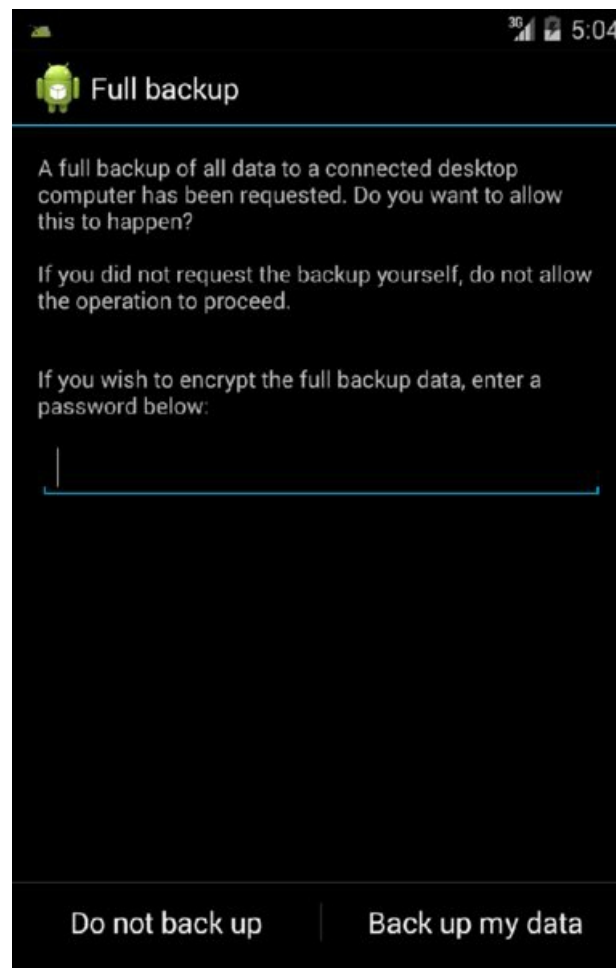 3G 5:04
Full backup
A full backup of all data to a connected desktop
computer has been requested. Do you want to allow
this to happen?
If you did not request the backup yourself, do not allow
the operation to proceed.
If you wish to encrypt the full backup data, enter a
password below:
Do not back up Back up my data